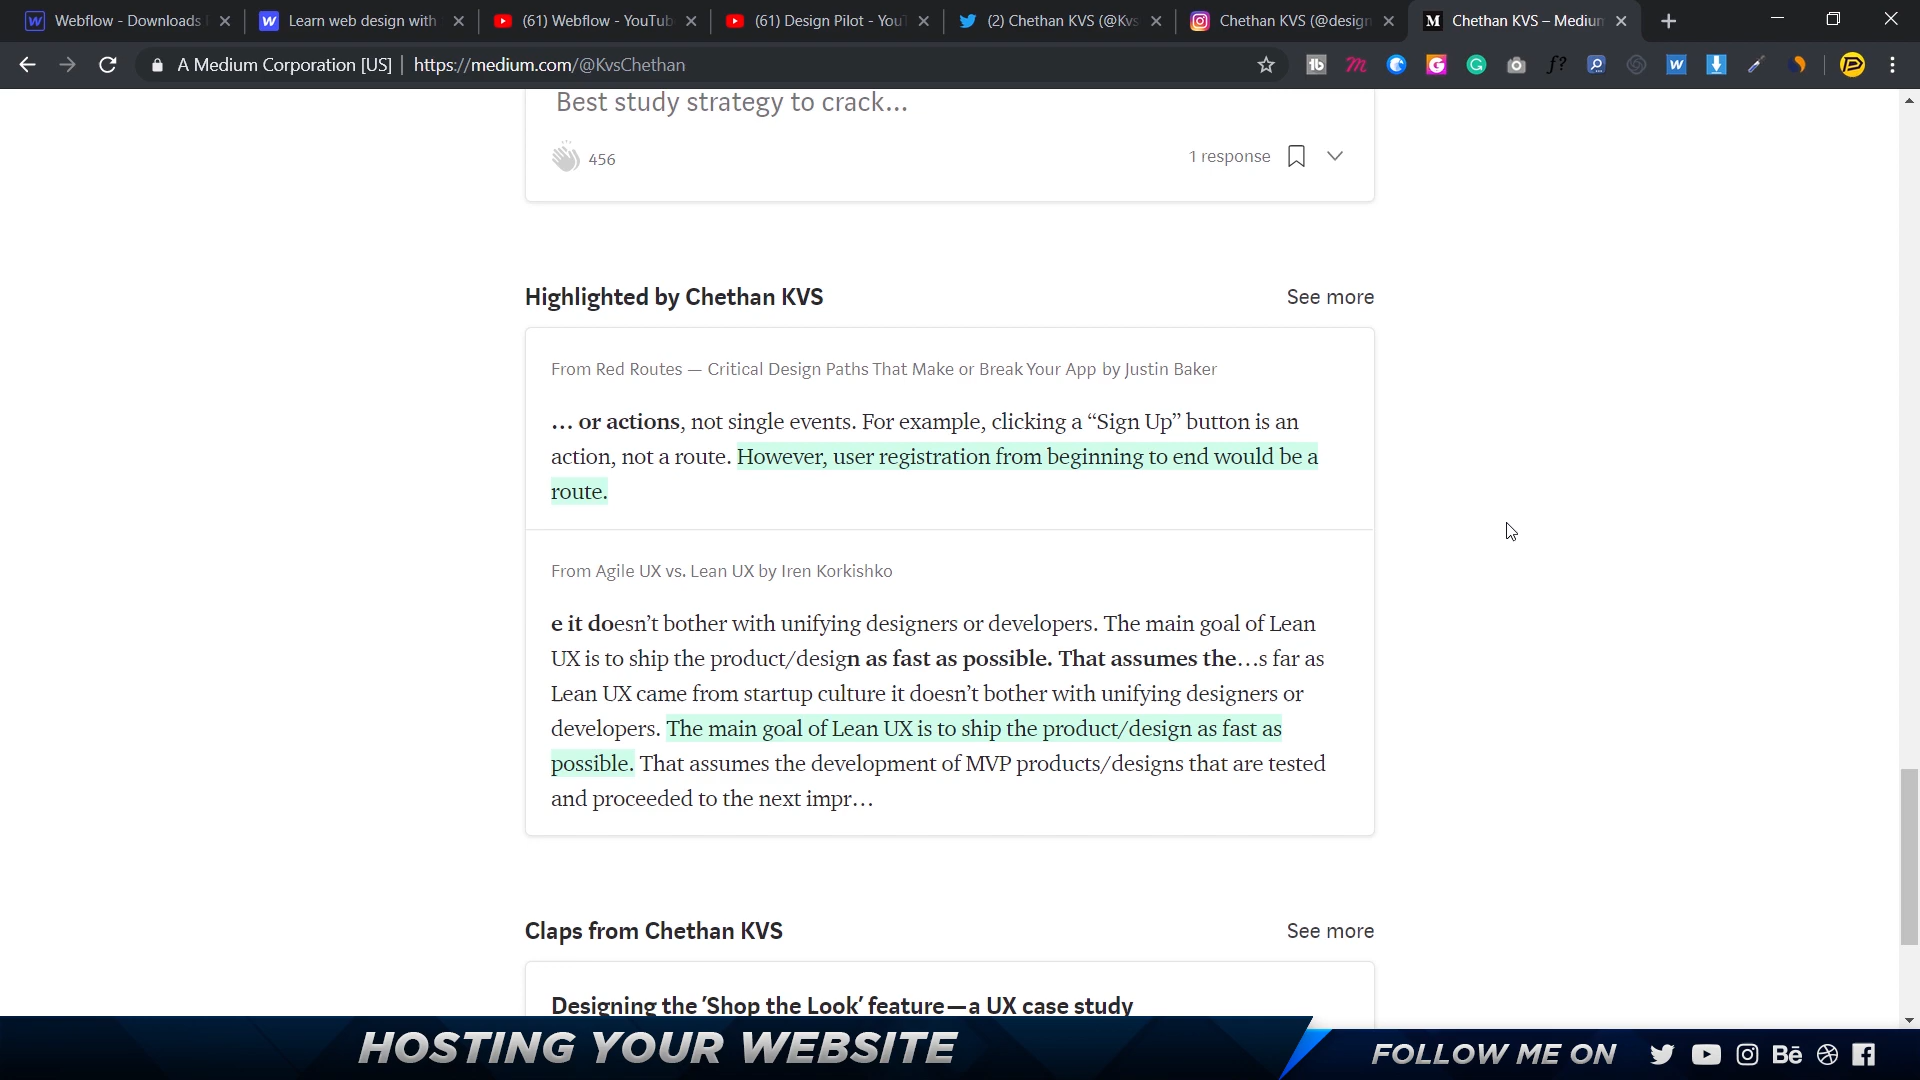 Webflow - Downloads
Learn web design with
(61) Webflow - YouTub
(61) Design Pilot - YouT
(2) Chethan KVS (@Kvs
Chethan KVS (@design
Chethan KVS – Medium
A Medium Corporation [US] | https://medium.com/@KvsChethan
Best study strategy to crack…
456
1 response
Highlighted by Chethan KVS
See more
From Red Routes — Critical Design Paths That Make or Break Your App by Justin Baker
… or actions, not single events. For example, clicking a “Sign Up” button is an
action, not a route. However, user registration from beginning to end would be a
route.
From Agile UX vs. Lean UX by Iren Korkishko
e it doesn’t bother with unifying designers or developers. The main goal of Lean
UX is to ship the product/design as fast as possible. That assumes the…s far as
Lean UX came from startup culture it doesn’t bother with unifying designers or
developers. The main goal of Lean UX is to ship the product/design as fast as
possible. That assumes the development of MVP products/designs that are tested
and proceeded to the next impr…
Claps from Chethan KVS
See more
Designing the ‘Shop the Look’ feature — a UX case study
HOSTING YOUR WEBSITE
FOLLOW ME ON